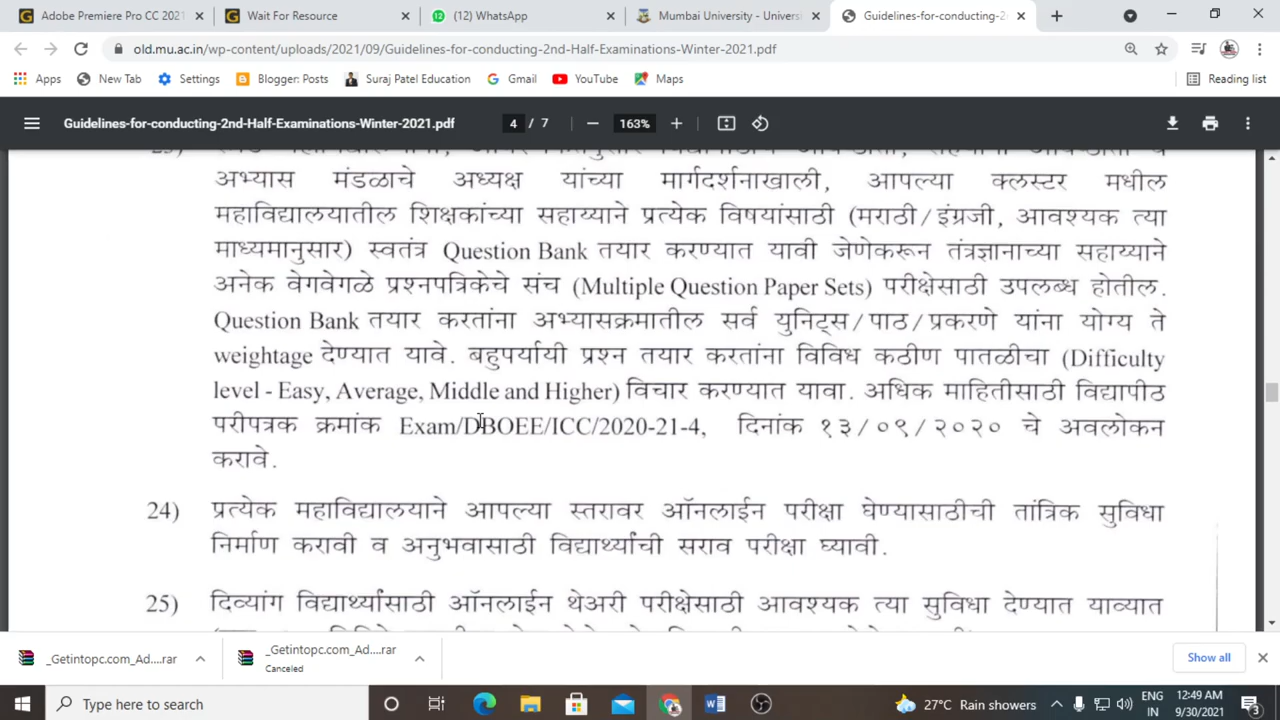 Adobe Premiere Pro CC 2021
Wait For Resource
(12) WhatsApp
Mumbai University - Universi
Guidelines-for-conducting-2
old.mu.ac.in/wp-content/uploads/2021/09/Guidelines-for-conducting-2nd-Half-Examinations-Winter-2021.pdf
Apps
New Tab
Settings
Blogger: Posts
Suraj Patel Education
Gmail
YouTube
Maps
Reading list
Guidelines-for-conducting-2nd-Half-Examinations-Winter-2021.pdf
4 / 7
163%
अभ्यास मंडळाचे अध्यक्ष यांच्या मार्गदर्शनाखाली, आपल्या क्लस्टर मधील
महाविद्यालयातील शिक्षकांच्या सहाय्याने प्रत्येक विषयांसाठी (मराठी/इंग्रजी, आवश्यक त्या
माध्यमानुसार) स्वतंत्र Question Bank तयार करण्यात यावी जेणेकरून तंत्रज्ञानाच्या सहाय्याने
अनेक वेगवेगळे प्रश्नपत्रिकेचे संच (Multiple Question Paper Sets) परीक्षेसाठी उपलब्ध होतील.
Question Bank तयार करतांना अभ्यासक्रमातील सर्व युनिट्स/पाठ/प्रकरणे यांना योग्य ते
weightage देण्यात यावे. बहुपर्यायी प्रश्न तयार करतांना विविध कठीण पातळीचा (Difficulty
level - Easy, Average, Middle and Higher) विचार करण्यात यावा. अधिक माहितीसाठी विद्यापीठ
परीपत्रक क्रमांक Exam/DBOEE/ICC/2020-21-4, दिनांक १३/०९/२०२० चे अवलोकन
करावे.
24) प्रत्येक महाविद्यालयाने आपल्या स्तरावर ऑनलाईन परीक्षा घेण्यासाठीची तांत्रिक सुविधा
निर्माण करावी व अनुभवासाठी विद्यार्थ्यांची सराव परीक्षा घ्यावी.
25) दिव्यांग विद्यार्थ्यांसाठी ऑनलाईन थेअरी परीक्षेसाठी आवश्यक त्या सुविधा देण्यात याव्यात
_Getintopc.com_Ad....rar
_Getintopc.com_Ad....rar
Canceled
Show all
Type here to search
27°C Rain showers
ENG
IN
12:49 AM
9/30/2021
3